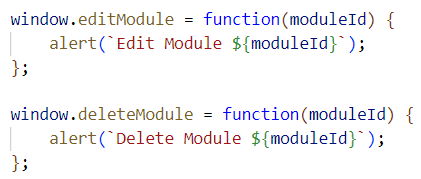 window.editModule = function(moduleId) {
    alert(`Edit Module ${moduleId}`);
};

window.deleteModule = function(moduleId) {
    alert(`Delete Module ${moduleId}`);
};